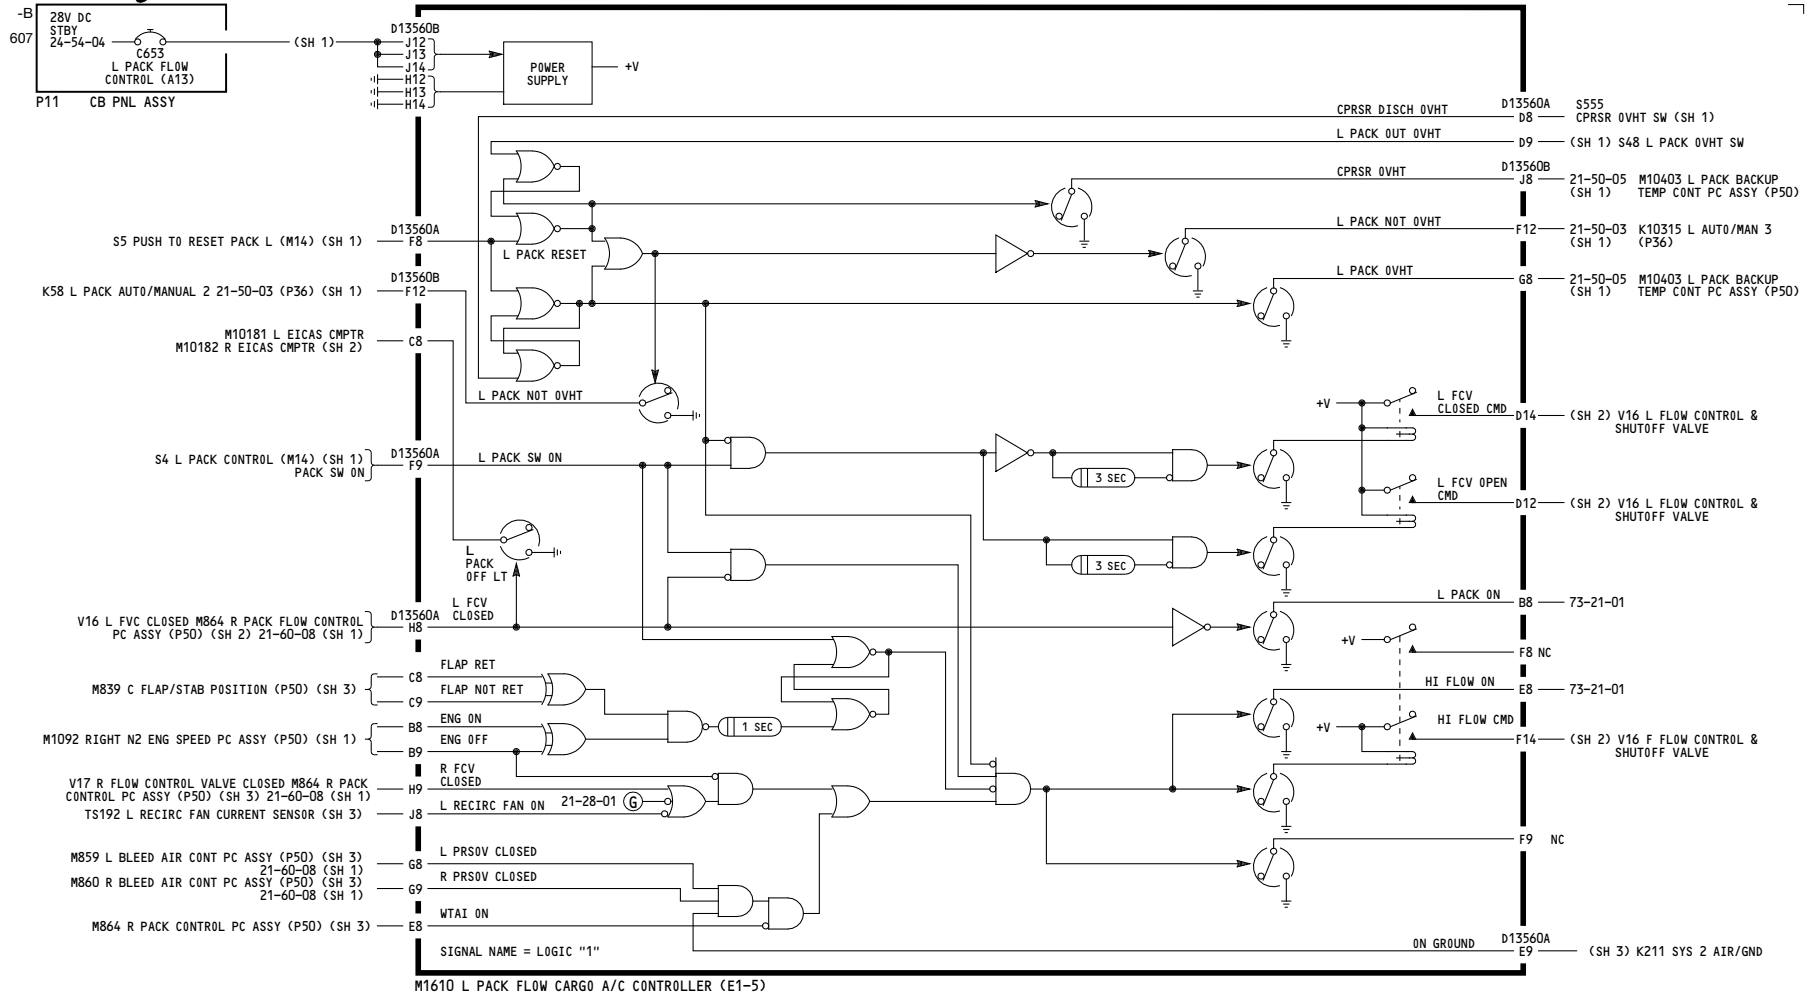 -B
607
28V DC
STBY
24-54-04
C653
L PACK FLOW
CONTROL (A13)
P11 CB PNL ASSY
(SH 1)
D13560B
J12
J13
J14
H12
H13
H14
POWER
SUPPLY
+V
CPRSR DISCH OVHT
D13560A
D8
S555
CPRSR OVHT SW (SH 1)
L PACK OUT OVHT
D9
(SH 1) S48 L PACK OVHT SW
CPRSR OVHT
D13560B
J8
21-50-05 M10403 L PACK BACKUP
(SH 1) TEMP CONT PC ASSY (P50)
S5 PUSH TO RESET PACK L (M14) (SH 1)
D13560A
F8
L PACK RESET
L PACK NOT OVHT
F12
21-50-03 K10315 L AUTO/MAN 3
(SH 1) (P36)
K58 L PACK AUTO/MANUAL 2 21-50-03 (P36) (SH 1)
D13560B
F12
L PACK OVHT
G8
21-50-05 M10403 L PACK BACKUP
(SH 1) TEMP CONT PC ASSY (P50)
M10181 L EICAS CMPTR
M10182 R EICAS CMPTR (SH 2)
C8
L PACK NOT OVHT
+V
L FCV
CLOSED CMD
D14
(SH 2) V16 L FLOW CONTROL &
SHUTOFF VALVE
S4 L PACK CONTROL (M14) (SH 1)
PACK SW ON
D13560A
F9
L PACK SW ON
3 SEC
L FCV OPEN
CMD
D12
(SH 2) V16 L FLOW CONTROL &
SHUTOFF VALVE
L
PACK
OFF LT
3 SEC
V16 L FVC CLOSED M864 R PACK FLOW CONTROL
PC ASSY (P50) (SH 2) 21-60-08 (SH 1)
D13560A
H8
L FCV
CLOSED
L PACK ON
B8
73-21-01
+V
F8 NC
M839 C FLAP/STAB POSITION (P50) (SH 3)
C8
C9
FLAP RET
FLAP NOT RET
HI FLOW ON
E8
73-21-01
M1092 RIGHT N2 ENG SPEED PC ASSY (P50) (SH 1)
B8
B9
ENG ON
ENG OFF
1 SEC
+V
HI FLOW CMD
F14
(SH 2) V16 F FLOW CONTROL &
SHUTOFF VALVE
V17 R FLOW CONTROL VALVE CLOSED M864 R PACK
CONTROL PC ASSY (P50) (SH 3) 21-60-08 (SH 1)
H9
R FCV
CLOSED
21-28-01 G
TS192 L RECIRC FAN CURRENT SENSOR (SH 3)
J8
L RECIRC FAN ON
F9 NC
M859 L BLEED AIR CONT PC ASSY (P50) (SH 3)
21-60-08 (SH 1)
G8
L PRSOV CLOSED
M860 R BLEED AIR CONT PC ASSY (P50) (SH 3)
21-60-08 (SH 1)
G9
R PRSOV CLOSED
M864 R PACK CONTROL PC ASSY (P50) (SH 3)
E8
WTAI ON
SIGNAL NAME = LOGIC "1"
ON GROUND
D13560A
E9
(SH 3) K211 SYS 2 AIR/GND
M1610 L PACK FLOW CARGO A/C CONTROLLER (E1-5)